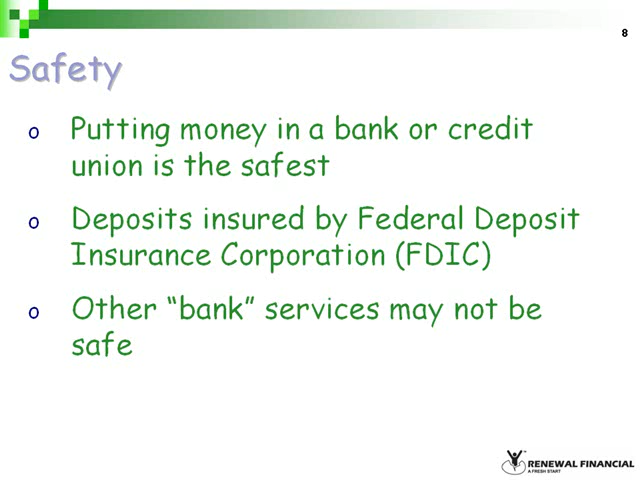 8
Safety
o Putting money in a bank or credit
union is the safest
o Deposits insured by Federal Deposit
Insurance Corporation (FDIC)
o Other “bank” services may not be
safe
RENEWAL FINANCIAL
A FRESH START